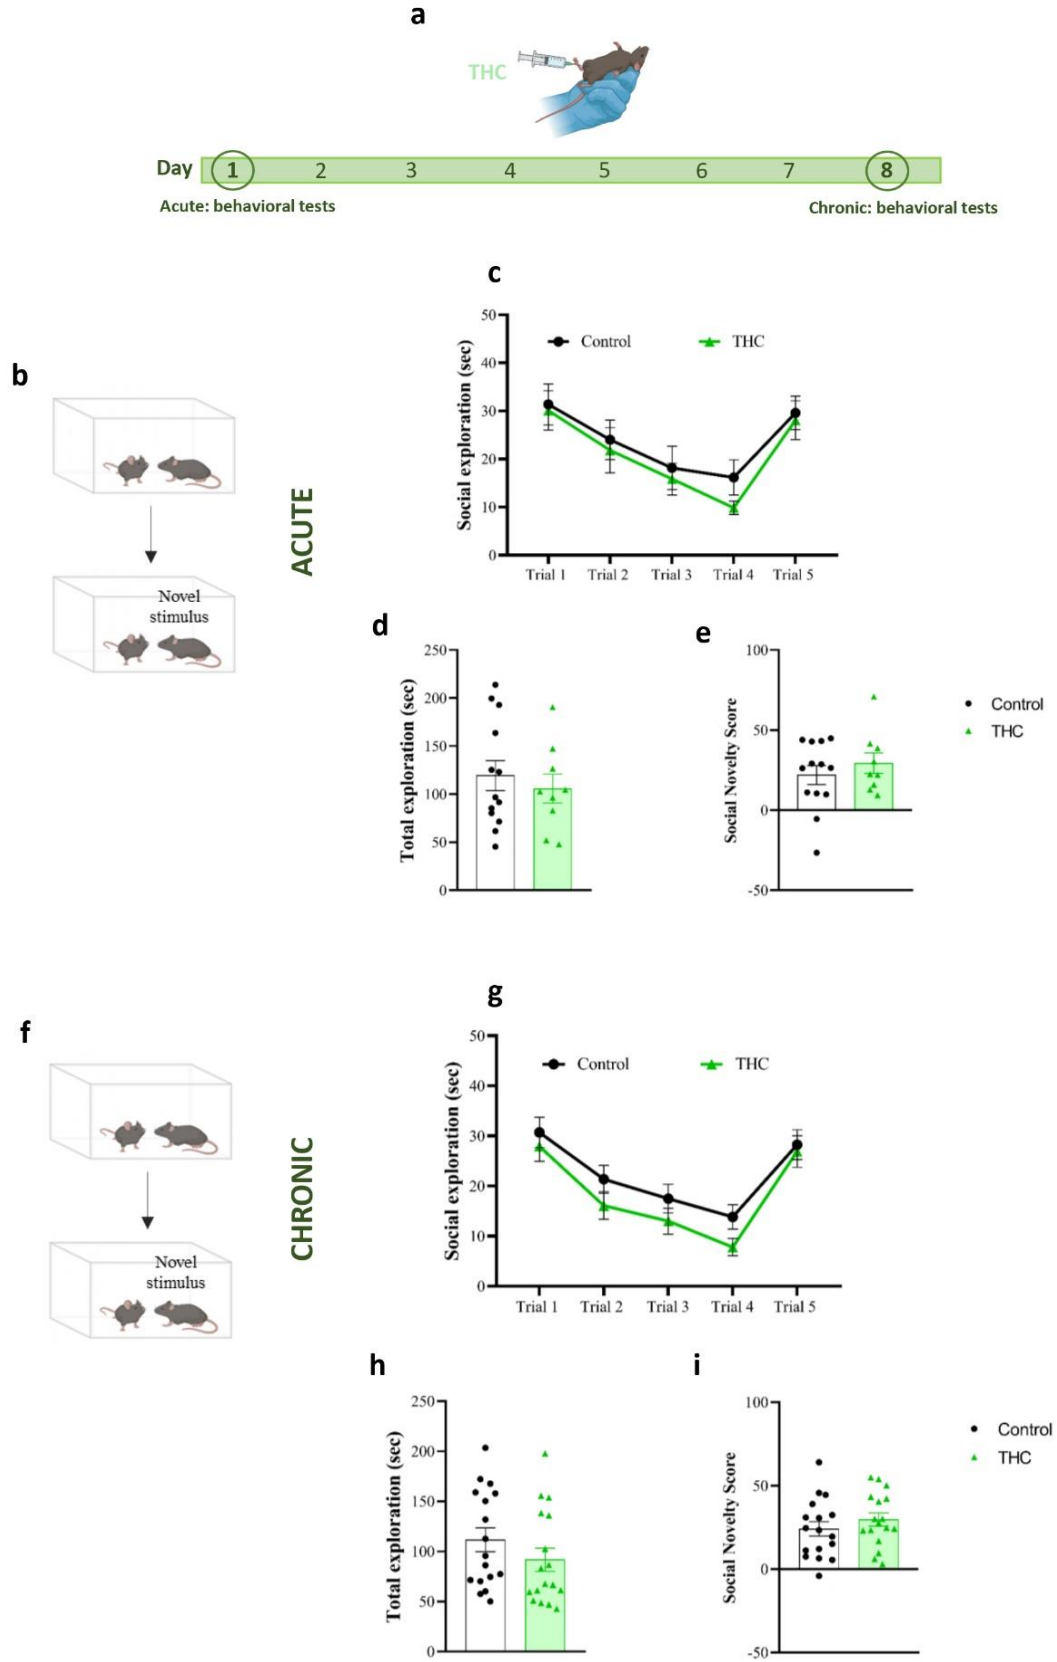 a
THC
Day 1 2 3 4 5 6 7 8
Acute: behavioral tests
Chronic: behavioral tests
b
Novel
stimulus
ACUTE
c
Social exploration (sec)
50
40
30
20
10
0
Control
THC
Trial 1 Trial 2 Trial 3 Trial 4 Trial 5
d
Total exploration (sec)
250
200
150
100
50
0
e
Social Novelty Score
100
50
0
-50
Control
THC
f
Novel
stimulus
CHRONIC
g
Social exploration (sec)
50
40
30
20
10
0
Control
THC
Trial 1 Trial 2 Trial 3 Trial 4 Trial 5
h
Total exploration (sec)
250
200
150
100
50
0
i
Social Novelty Score
100
50
0
-50
Control
THC